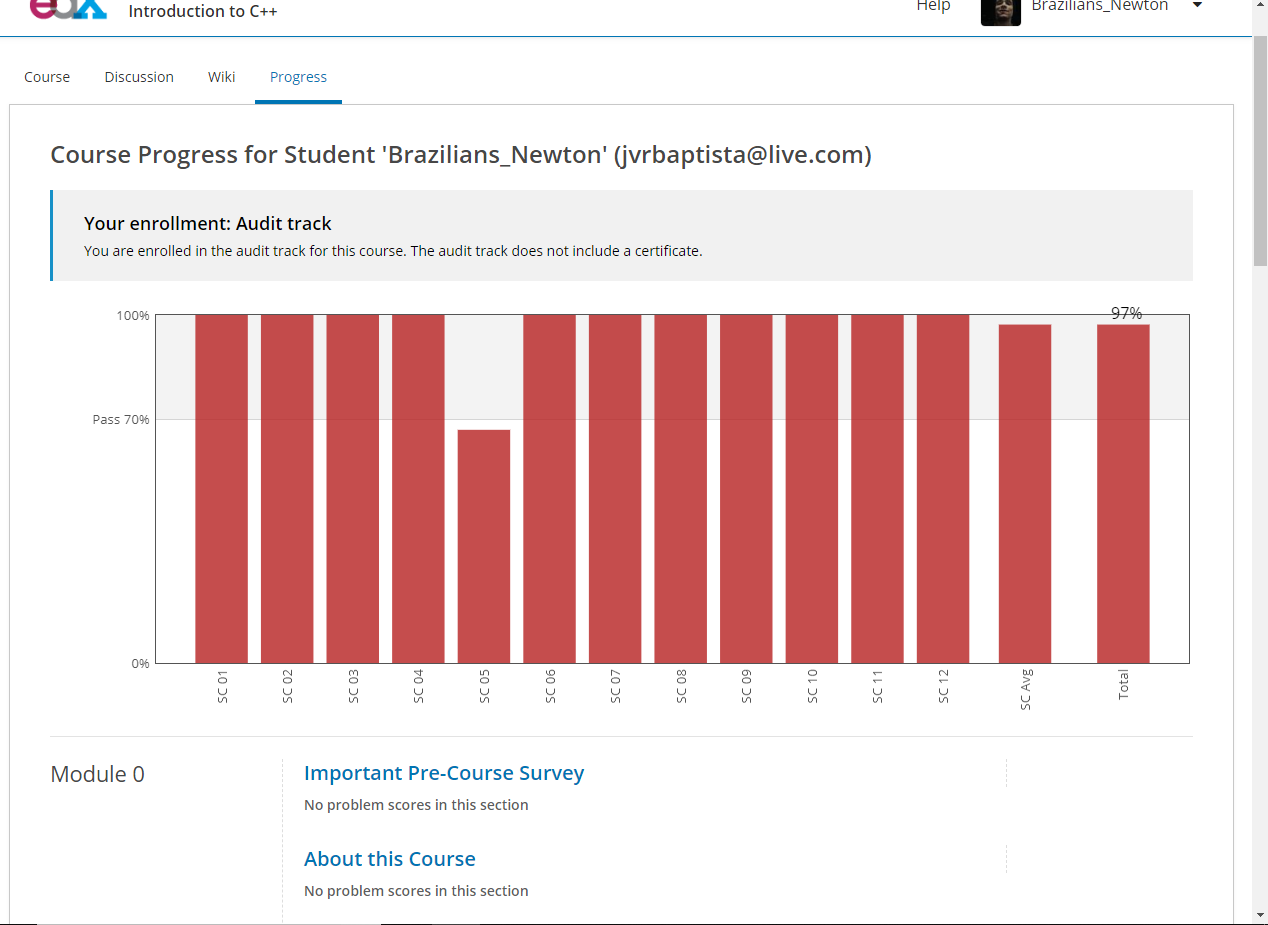 edX
Introduction to C++
Help
Brazilians_Newton
Course
Discussion
Wiki
Progress
Course Progress for Student 'Brazilians_Newton' (jvrbaptista@live.com)
Your enrollment: Audit track
You are enrolled in the audit track for this course. The audit track does not include a certificate.
100%
97%
Pass 70%
0%
SC 01
SC 02
SC 03
SC 04
SC 05
SC 06
SC 07
SC 08
SC 09
SC 10
SC 11
SC 12
SC Avg
Total
Module 0
Important Pre-Course Survey
No problem scores in this section
About this Course
No problem scores in this section